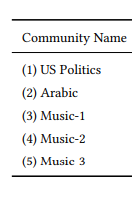 Community Name
(1) US Politics
(2) Arabic
(3) Music-1
(4) Music-2
(5) Music 3